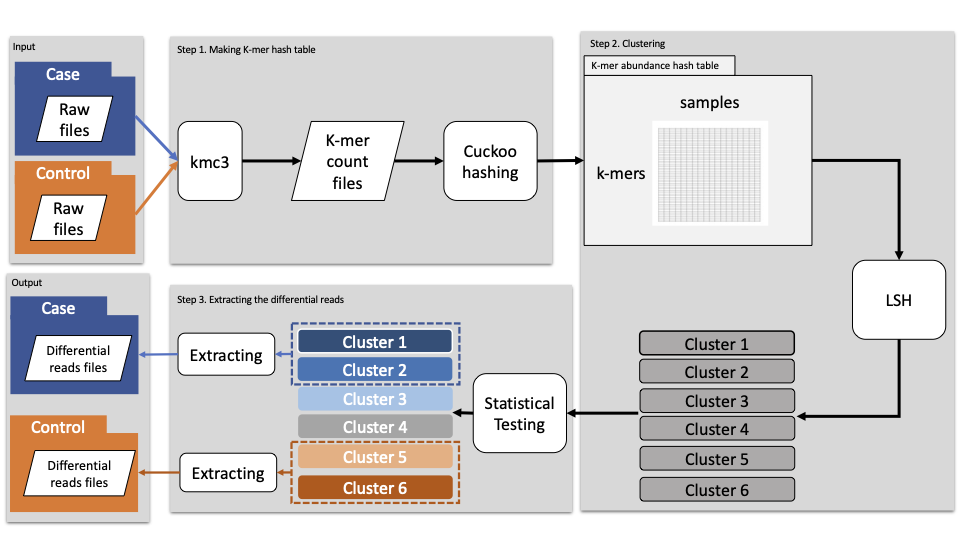 Input
Case
Raw
files
Control
Raw
files
Step 1. Making K-mer hash table
kmc3
K-mer
count
files
Cuckoo
hashing
Step 2. Clustering
K-mer abundance hash table
samples
k-mers
LSH
Cluster 1
Cluster 2
Cluster 3
Cluster 4
Cluster 5
Cluster 6
Step 3. Extracting the differential reads
Statistical
Testing
Cluster 1
Cluster 2
Cluster 3
Cluster 4
Cluster 5
Cluster 6
Extracting
Extracting
Output
Case
Differential
reads files
Control
Differential
reads files